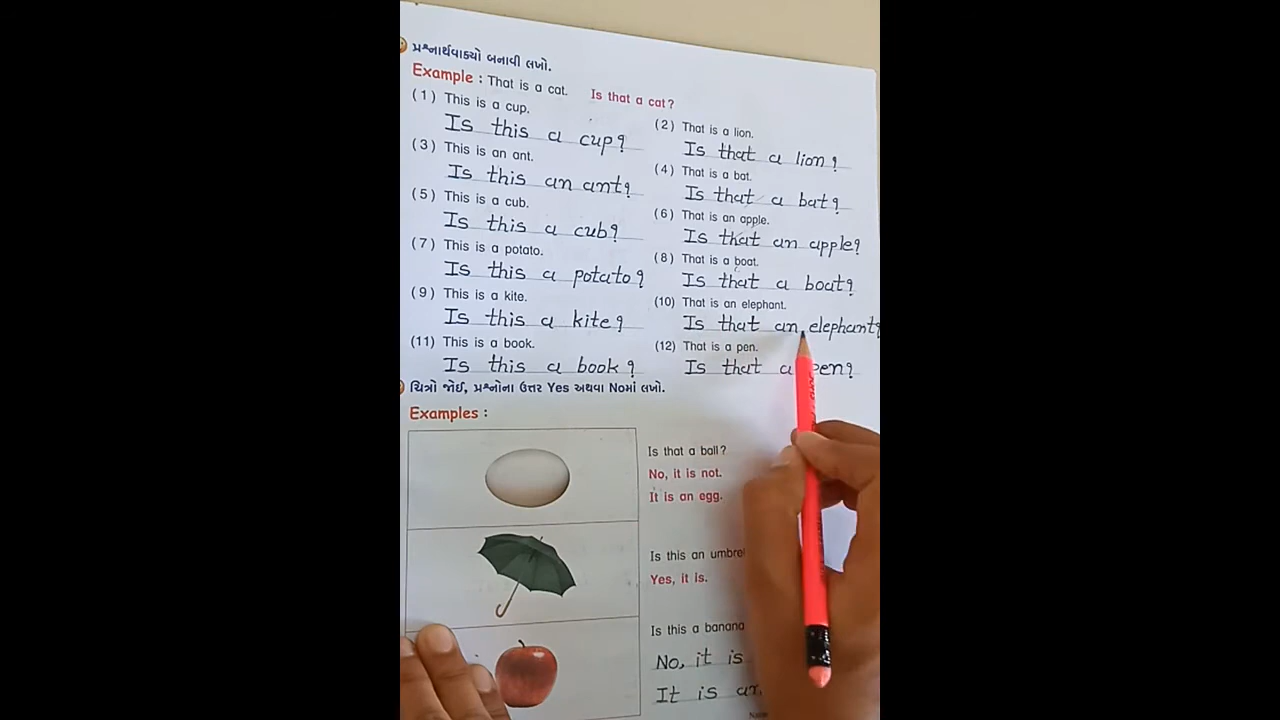 પ્રશ્નાર્થવાક્યો બનાવી લખો.
Example : That is a cat. Is that a cat?
(1) This is a cup.
Is this a cup?
(2) That is a lion.
Is that a lion?
(3) This is an ant.
Is this an ant?
(4) That is a bat.
Is that a bat?
(5) This is a cub.
Is this a cub?
(6) That is an apple.
Is that an apple?
(7) This is a potato.
Is this a potato?
(8) That is a boat.
Is that a boat?
(9) This is a kite.
Is this a kite?
(10) That is an elephant.
Is that an elephant?
(11) This is a book.
Is this a book?
(12) That is a pen.
Is that a pen?
ચિત્રો જોઈ, પ્રશ્નોના ઉત્તર Yes અથવા Noમાં લખો.
Examples :
Is that a ball?
No, it is not.
It is an egg.
Is this an
Yes, it is.
Is this a banana
No, it is
It is